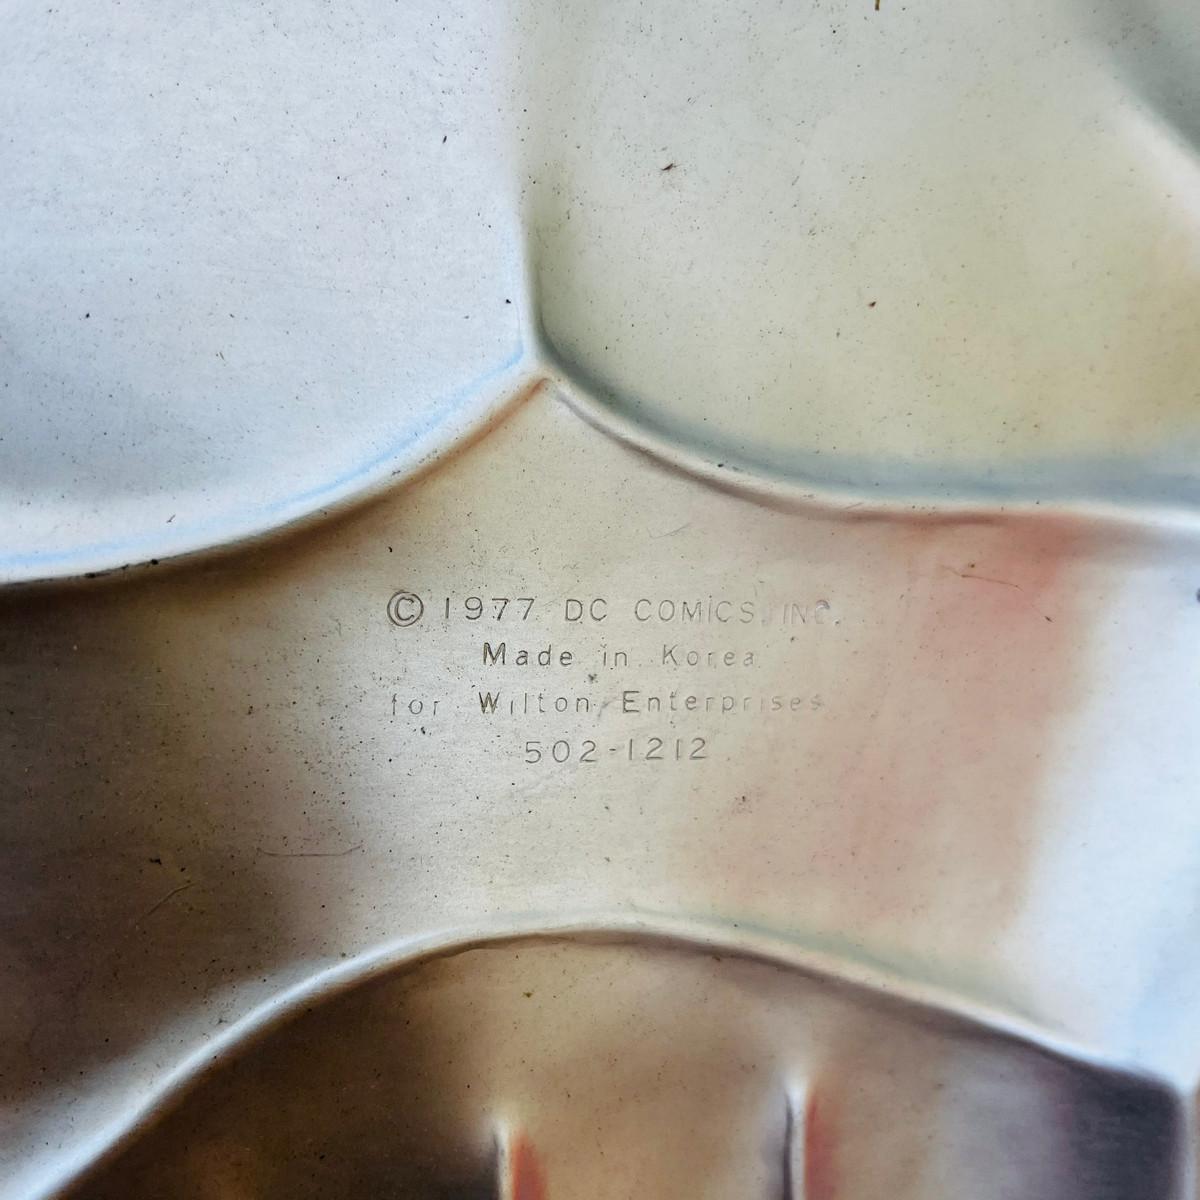 © 1977 DC COMICS, INC.
Made in Korea
for Wilton Enterprises
502-1212